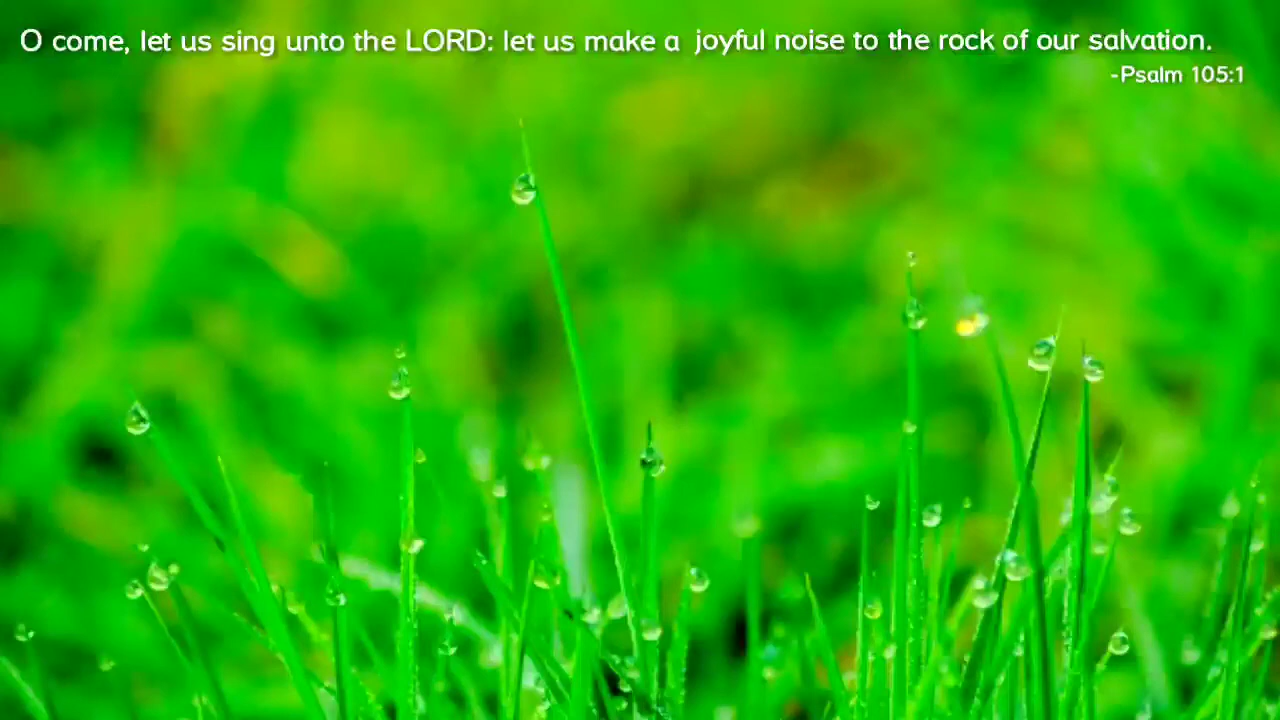 O come, let us sing unto the LORD: let us make a joyful noise to the rock of our salvation.
-Psalm 105:1